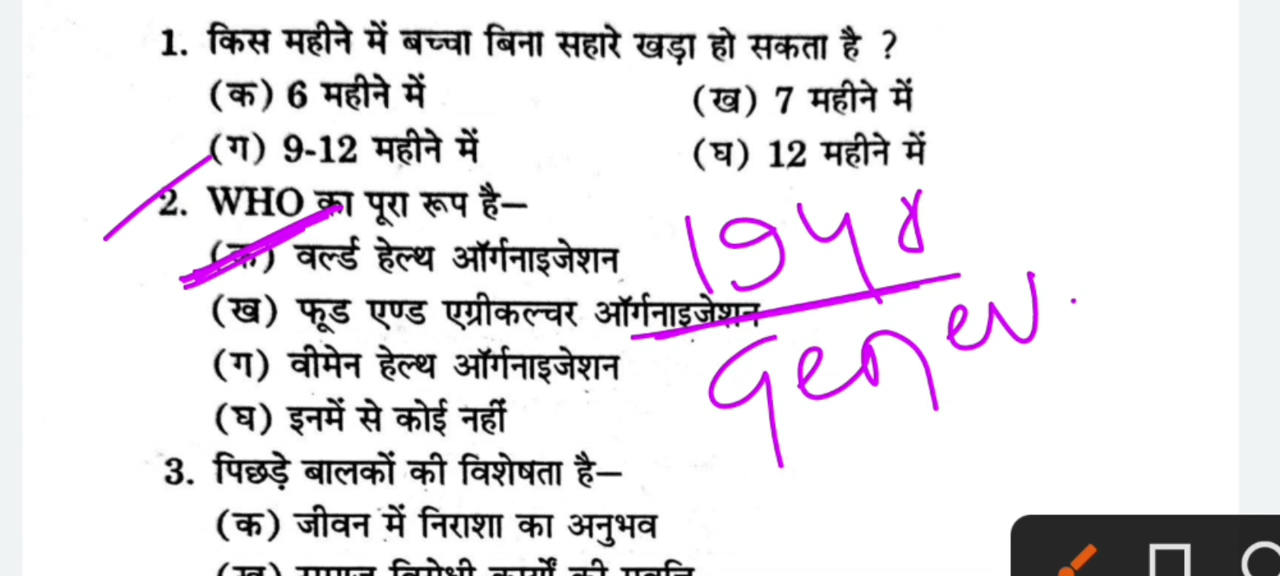 1. किस महीने में बच्चा बिना सहारे खड़ा हो सकता है ?
(क) 6 महीने में (ख) 7 महीने में
(ग) 9-12 महीने में (घ) 12 महीने में
2. WHO का पूरा रूप है–
(क) वर्ल्ड हेल्थ ऑर्गनाइजेशन
1948
(ख) फूड एण्ड एग्रीकल्चर ऑर्गनाइजेशन
Genev.
(ग) वीमेन हेल्थ ऑर्गनाइजेशन
(घ) इनमें से कोई नहीं
3. पिछड़े बालकों की विशेषता है–
(क) जीवन में निराशा का अनुभव